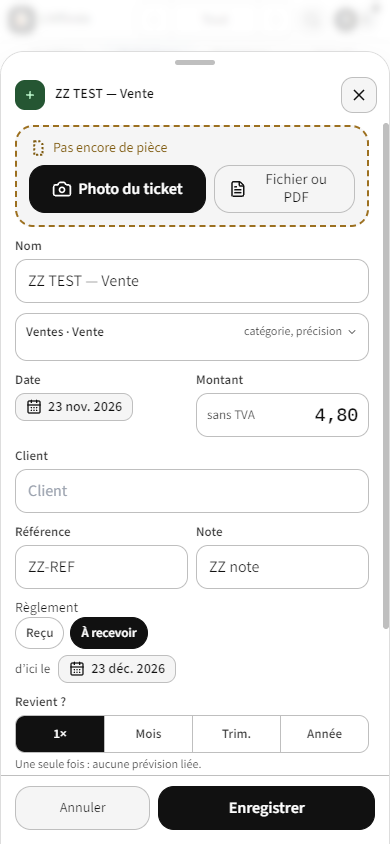 ZZ TEST — Vente
Pas encore de pièce
Photo du ticket
Fichier ou
PDF
Nom
ZZ TEST — Vente
Ventes · Vente
catégorie, précision
Date
Montant
23 nov. 2026
sans TVA
4,80
Client
Client
Référence
Note
ZZ-REF
ZZ note
Règlement
Reçu
À recevoir
d'ici le
23 déc. 2026
Revient ?
1×
Mois
Trim.
Année
Une seule fois : aucune prévision liée.
Annuler
Enregistrer